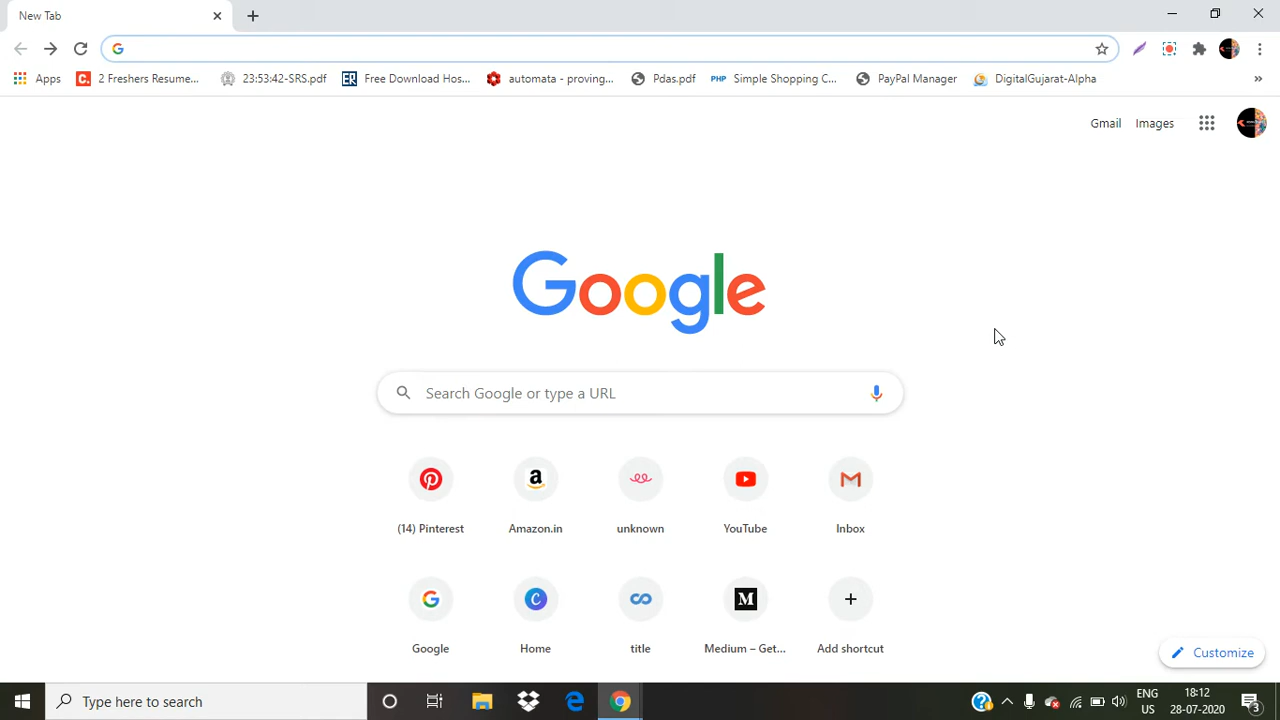 New Tab
Apps 2 Freshers Resume... 23:53:42-SRS.pdf Free Download Hos... automata - proving... Pdas.pdf PHP Simple Shopping C... PayPal Manager DigitalGujarat-Alpha »
Gmail Images
Google
Search Google or type a URL
(14) Pinterest Amazon.in unknown YouTube Inbox
Google Home title Medium – Get... Add shortcut
Customize
Type here to search
ENG 18:12
US 28-07-2020 3